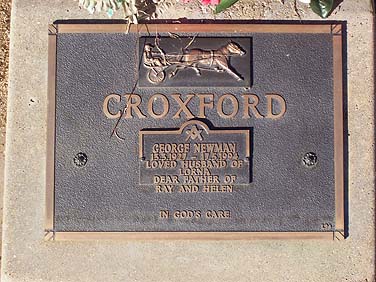 CROXFORD
GEORGE NEWMAN
LOVED HUSBAND OF
LORNA
DEAR FATHER OF
RAY AND HELEN
IN GOD'S CARE